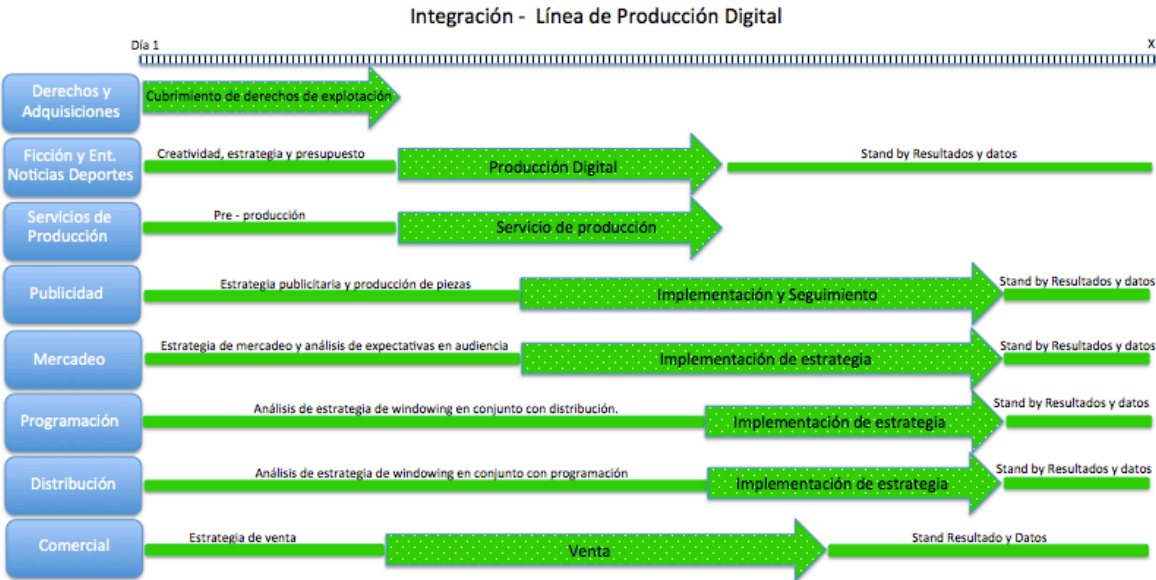 Integración - Línea de Producción Digital
Día 1
X
Derechos y
Adquisiciones
Cubrimiento de derechos de explotación
Ficción y Ent.
Noticias Deportes
Creatividad, estrategia y presupuesto
Producción Digital
Stand by Resultados y datos
Servicios de
Producción
Pre - producción
Servicio de producción
Publicidad
Estrategia publicitaria y producción de piezas
Implementación y Seguimiento
Stand by Resultados y datos
Mercadeo
Estrategia de mercadeo y análisis de expectativas en audiencia
Implementación de estrategia
Stand by Resultados y datos
Programación
Análisis de estrategia de windowing en conjunto con distribución.
Implementación de estrategia
Stand by Resultados y datos
Distribución
Análisis de estrategia de windowing en conjunto con programación
Implementación de estrategia
Stand by Resultados y datos
Comercial
Estrategia de venta
Venta
Stand Resultado y Datos